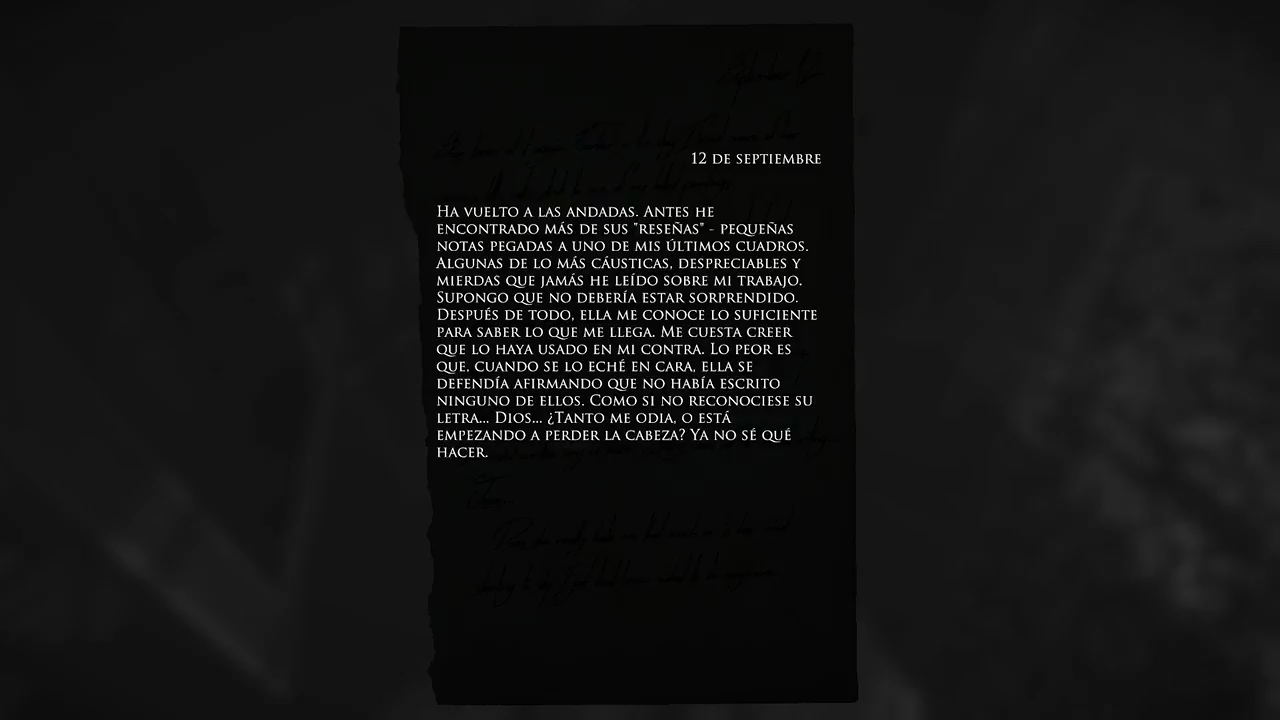 12 DE SEPTIEMBRE
HA VUELTO A LAS ANDADAS. ANTES HE
ENCONTRADO MÁS DE SUS "RESEÑAS" - PEQUEÑAS
NOTAS PEGADAS A UNO DE MIS ÚLTIMOS CUADROS.
ALGUNAS DE LO MÁS CÁUSTICAS, DESPRECIABLES Y
MIERDAS QUE JAMÁS HE LEÍDO SOBRE MI TRABAJO.
SUPONGO QUE NO DEBERÍA ESTAR SORPRENDIDO.
DESPUÉS DE TODO, ELLA ME CONOCE LO SUFICIENTE
PARA SABER LO QUE ME LLEGA. ME CUESTA CREER
QUE LO HAYA USADO EN MI CONTRA. LO PEOR ES
QUE, CUANDO SE LO ECHÉ EN CARA, ELLA SE
DEFENDÍA AFIRMANDO QUE NO HABÍA ESCRITO
NINGUNO DE ELLOS. COMO SI NO RECONOCIESE SU
LETRA... DIOS... ¿TANTO ME ODIA, O ESTÁ
EMPEZANDO A PERDER LA CABEZA? YA NO SÉ QUÉ
HACER.